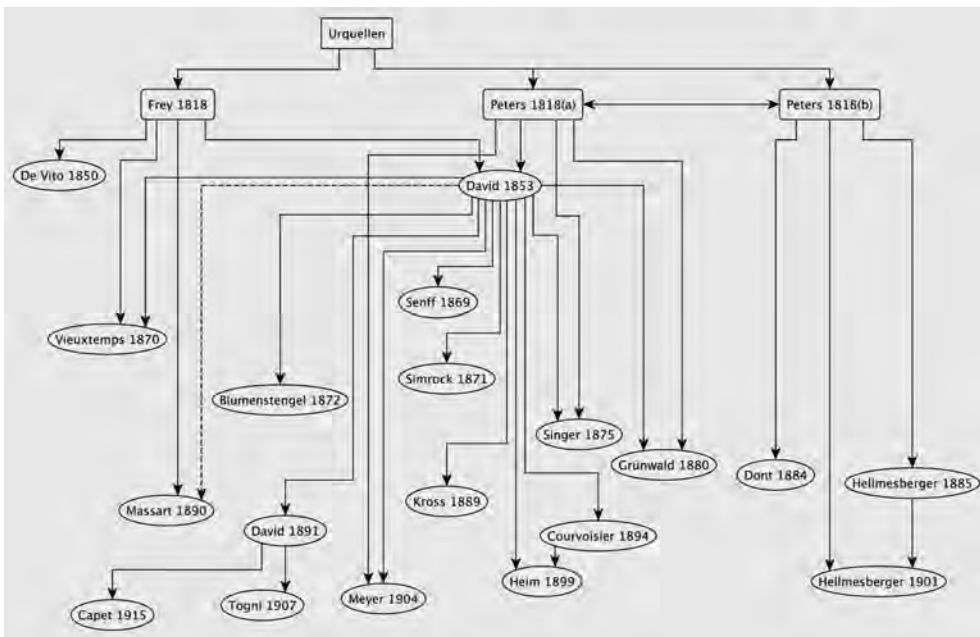 Urquellen
Frey 1818
Peters 1818(a)
Peters 1818(b)
De Vito 1850
David 1853
Senff 1869
Vieuxtemps 1870
Simrock 1871
Blumenstengel 1872
Singer 1875
Grünwald 1880
Dont 1884
Hellmesberger 1885
Kross 1889
Massart 1890
David 1891
Courvoisier 1894
Heim 1899
Hellmesberger 1901
Meyer 1904
Togni 1907
Capet 1915